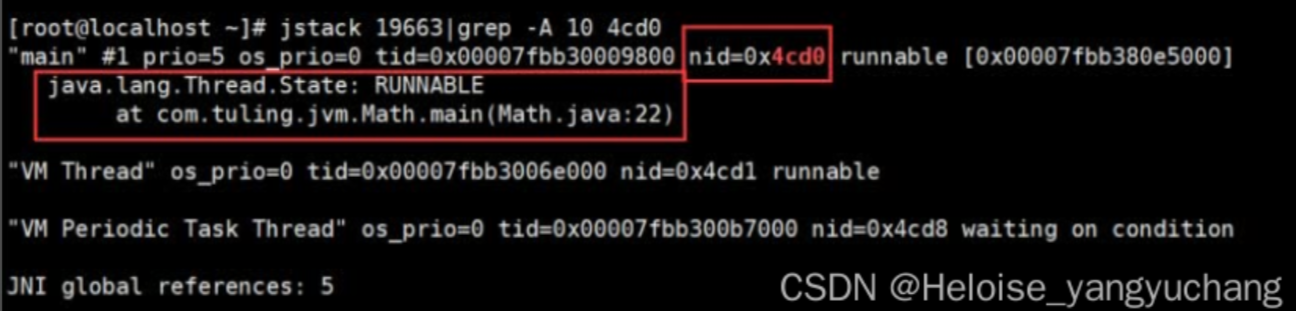 [root@localhost ~]# jstack 19663|grep -A 10 4cd0
"main" #1 prio=5 os_prio=0 tid=0x00007fbb30009800 nid=0x4cd0 runnable [0x00007fbb380e5000]
java.lang.Thread.State: RUNNABLE
at com.tuling.jvm.Math.main(Math.java:22)
"VM Thread" os_prio=0 tid=0x00007fbb3006e000 nid=0x4cd1 runnable
"VM Periodic Task Thread" os_prio=0 tid=0x00007fbb300b7000 nid=0x4cd8 waiting on condition
JNI global references: 5
CSDN @Heloise_yangyuchang